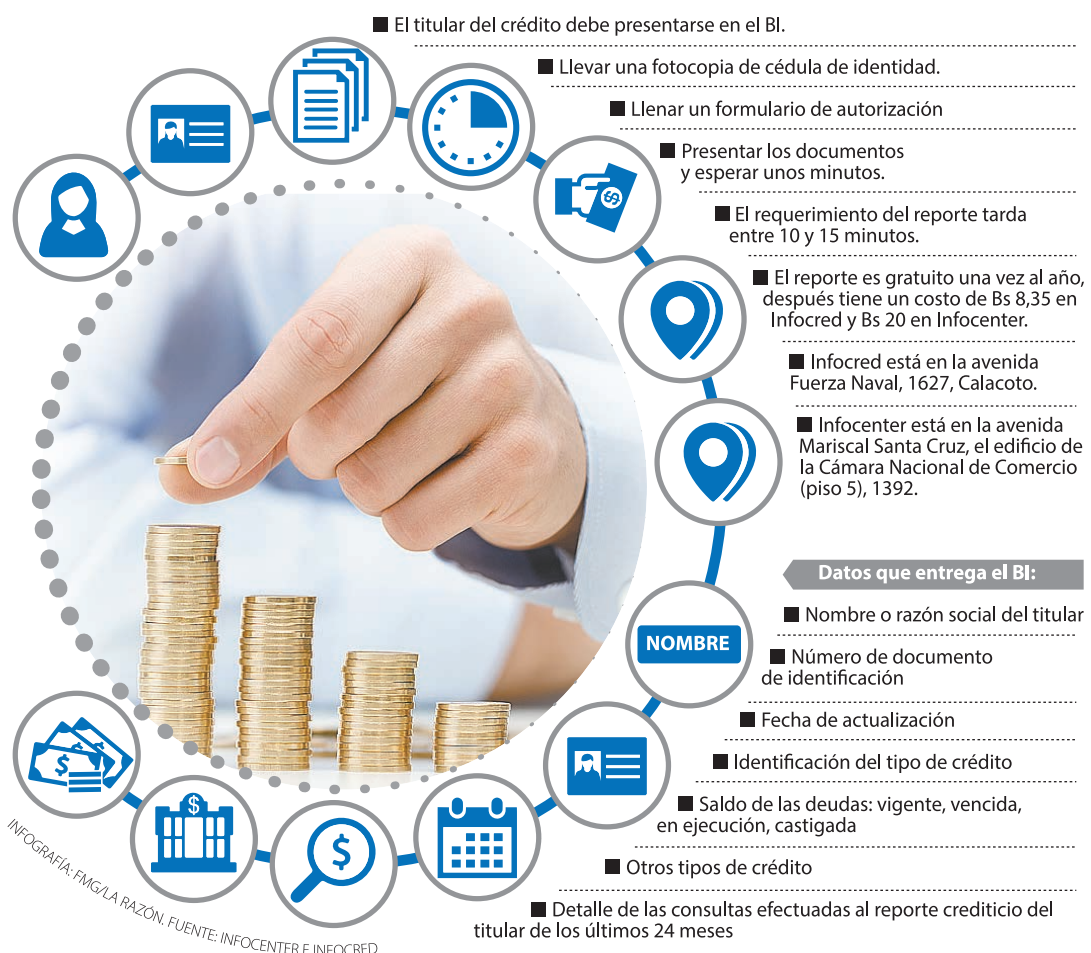 ■ El titular del crédito debe presentarse en el BI.
■ Llevar una fotocopia de cédula de identidad.
■ Llenar un formulario de autorización
■ Presentar los documentos
y esperar unos minutos.
■ El requerimiento del reporte tarda
entre 10 y 15 minutos.
■ El reporte es gratuito una vez al año,
después tiene un costo de Bs 8,35 en
Infocred y Bs 20 en Infocenter.
■ Infocred está en la avenida
Fuerza Naval, 1627, Calacoto.
■ Infocenter está en la avenida
Mariscal Santa Cruz, el edificio de
la Cámara Nacional de Comercio
(piso 5), 1392.
Datos que entrega el BI:
■ Nombre o razón social del titular
NOMBRE
■ Número de documento
de identificación
■ Fecha de actualización
■ Identificación del tipo de crédito
■ Saldo de las deudas: vigente, vencida,
en ejecución, castigada
■ Otros tipos de crédito
■ Detalle de las consultas efectuadas al reporte crediticio del
titular de los últimos 24 meses
INFOGRAFÍA: FMG/LA RAZÓN. FUENTE: INFOCENTER E INFOCRED